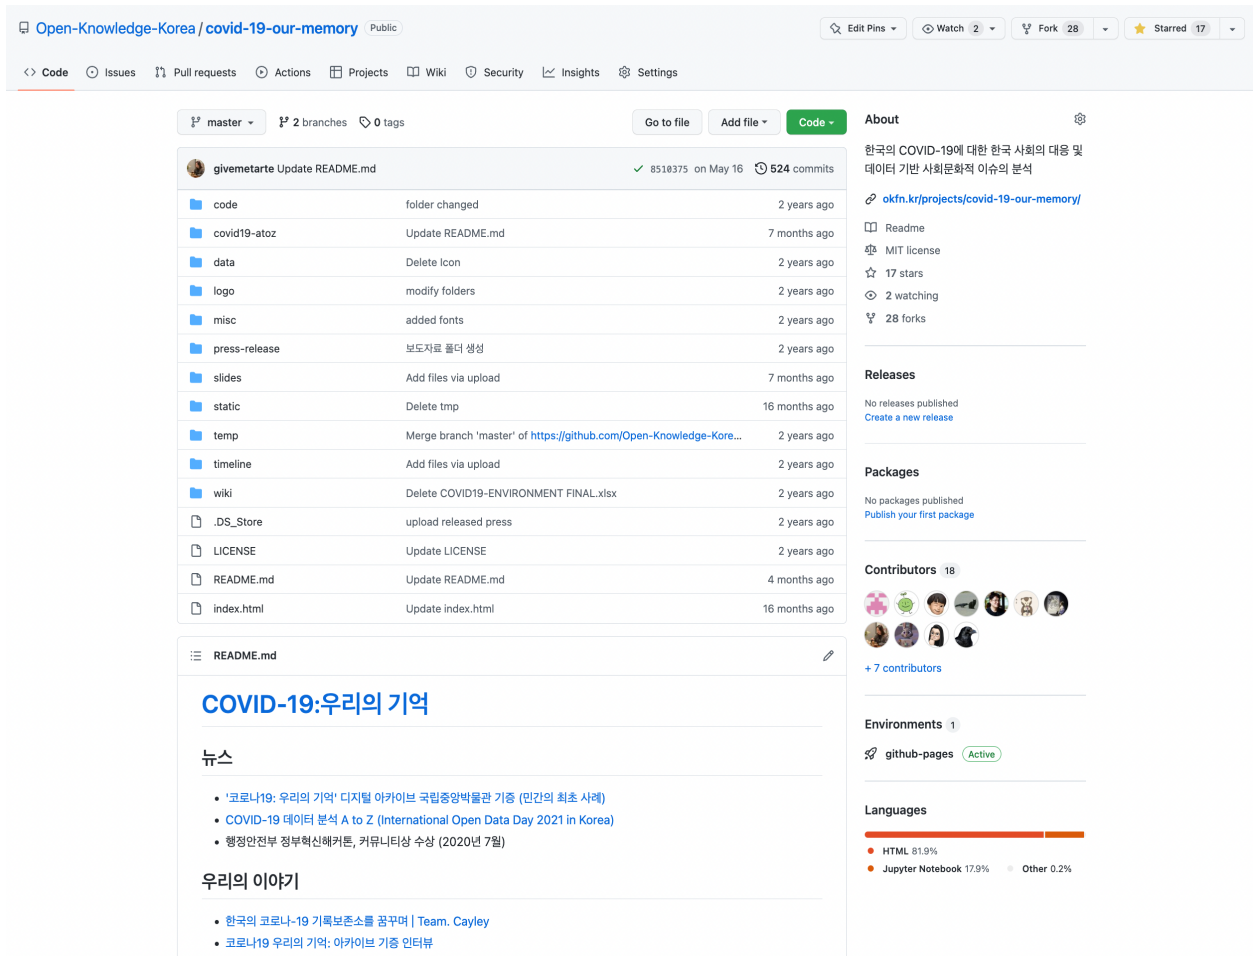 Open-Knowledge-Korea / covid-19-our-memory Public
Edit Pins Watch 2 Fork 28 Starred 17
Code Issues Pull requests Actions Projects Wiki Security Insights Settings
master 2 branches 0 tags Go to file Add file Code
givemetarte Update README.md 8510375 on May 16 524 commits
code folder changed 2 years ago
covid19-atoz Update README.md 7 months ago
data Delete Icon 2 years ago
logo modify folders 2 years ago
misc added fonts 2 years ago
press-release 보도자료 폴더 생성 2 years ago
slides Add files via upload 7 months ago
static Delete tmp 16 months ago
temp Merge branch 'master' of https://github.com/Open-Knowledge-Kore... 2 years ago
timeline Add files via upload 2 years ago
wiki Delete COVID19-ENVIRONMENT FINAL.xlsx 2 years ago
.DS_Store upload released press 2 years ago
LICENSE Update LICENSE 2 years ago
README.md Update README.md 4 months ago
index.html Update index.html 16 months ago
README.md
COVID-19:우리의 기억
뉴스
'코로나19: 우리의 기억' 디지털 아카이브 국립중앙박물관 기증 (민간의 최초 사례)
COVID-19 데이터 분석 A to Z (International Open Data Day 2021 in Korea)
행정안전부 정부혁신해커톤, 커뮤니티상 수상 (2020년 7월)
우리의 이야기
한국의 코로나-19 기록보존소를 꿈꾸며 | Team. Cayley
코로나19 우리의 기억: 아카이브 기증 인터뷰
About
한국의 COVID-19에 대한 한국 사회의 대응 및
데이터 기반 사회문화적 이슈의 분석
okfn.kr/projects/covid-19-our-memory/
Readme
MIT license
17 stars
2 watching
28 forks
Releases
No releases published
Create a new release
Packages
No packages published
Publish your first package
Contributors 18
+ 7 contributors
Environments 1
github-pages Active
Languages
HTML 81.9%
Jupyter Notebook 17.9% Other 0.2%